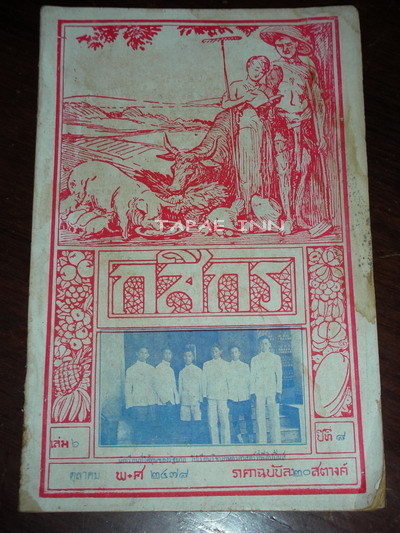 TAPAE INN
กสิกร
เล่ม ๖
ปีที่ ๗
ตุลาคม พ.ศ ๒๔๗๗ ราคาฉบับละ ๒๐ สตางค์